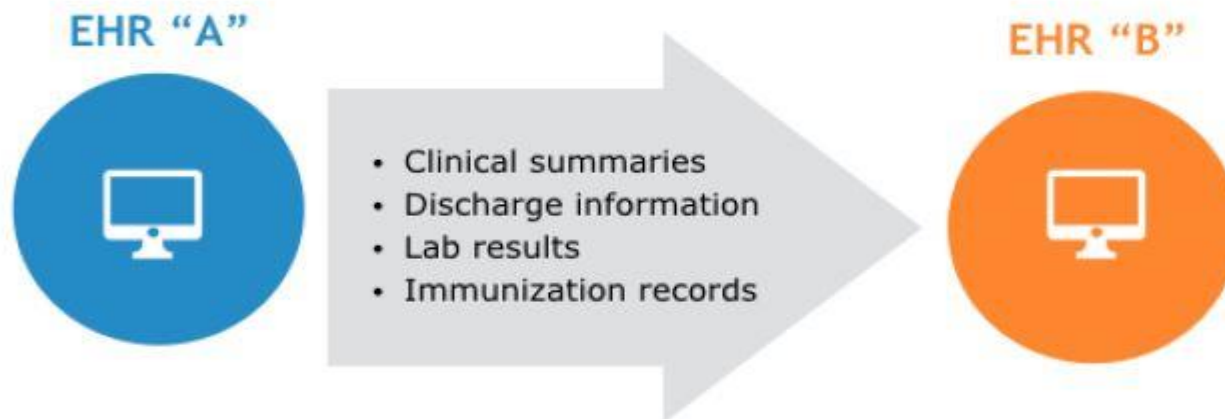 EHR “A”
EHR “B”
• Clinical summaries
• Discharge information
• Lab results
• Immunization records